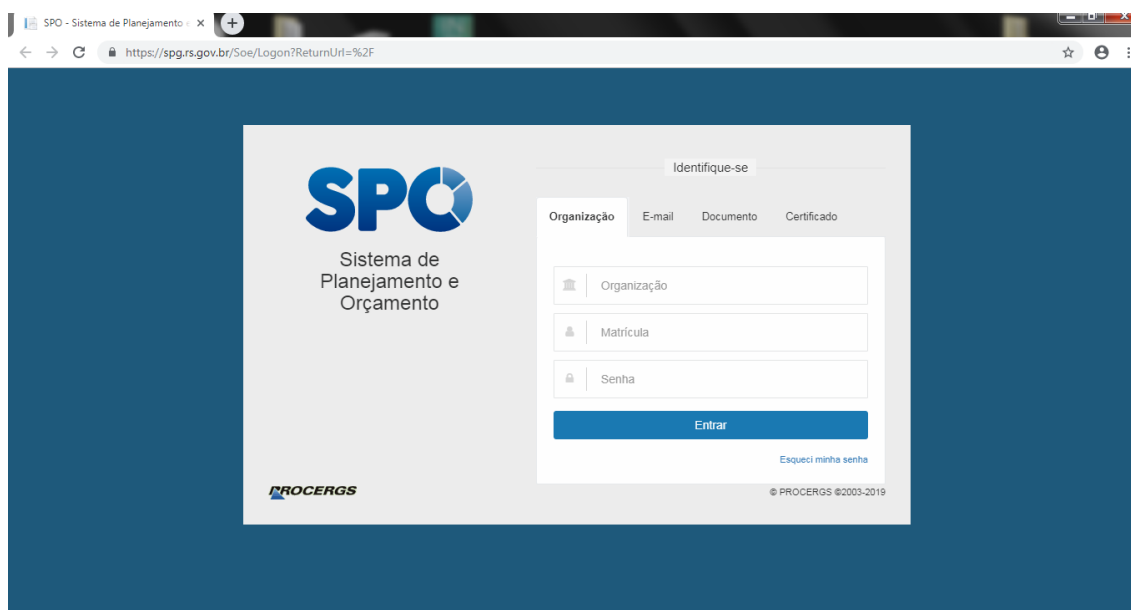 SPO - Sistema de Planejamento e
https://spg.rs.gov.br/Soe/Logon?ReturnUrl=%2F
SPO
Sistema de
Planejamento e
Orçamento
Identifique-se
Organização E-mail Documento Certificado
Organização
Matrícula
Senha
Entrar
Esqueci minha senha
PROCERGS
© PROCERGS ©2003-2019